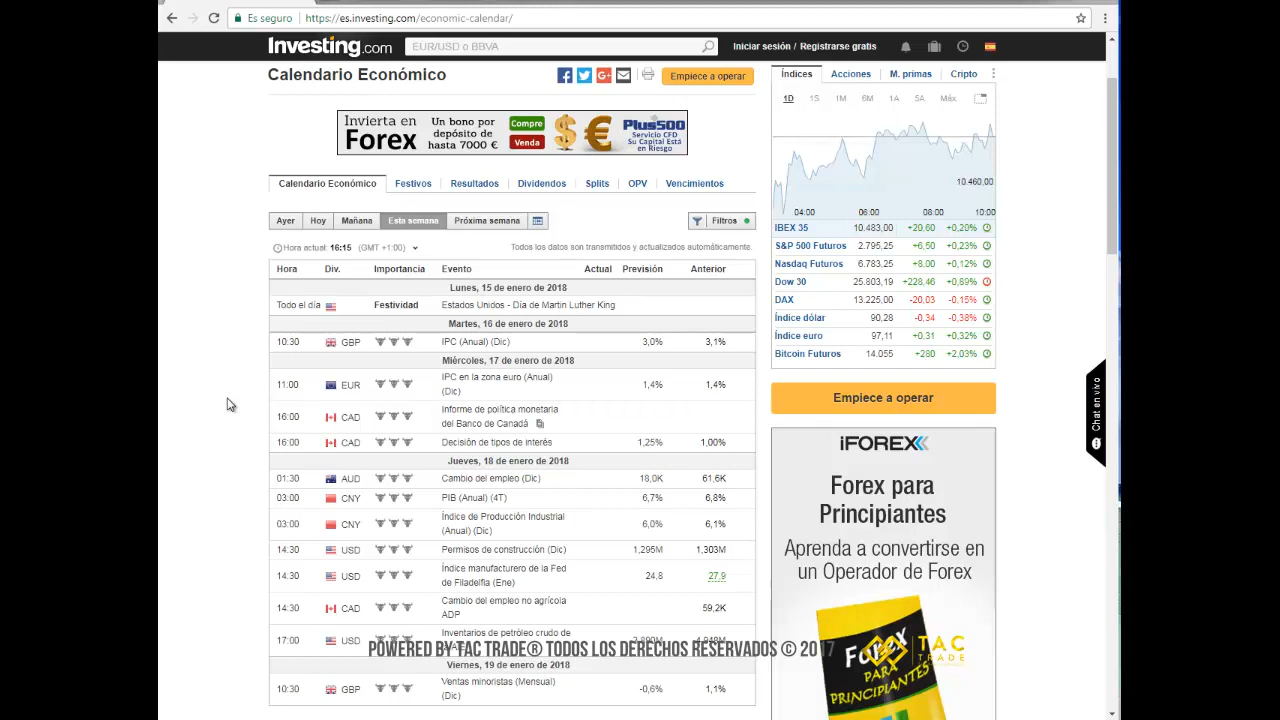 Es seguro https://es.investing.com/economic-calendar/
Investing.com EUR/USD o BBVA Iniciar sesión / Registrarse gratis
Calendario Económico
Empiece a operar
Invierta en
Forex
Un bono por
depósito de
hasta 7000 €
Compre
Venda
Plus500
Servicio CFD
Su Capital Está
en Riesgo
Calendario Económico Festivos Resultados Dividendos Splits OPV Vencimientos
Ayer Hoy Mañana Esta semana Próxima semana Filtros
Hora actual: 16:15 (GMT +1:00) Todos los datos son transmitidos y actualizados automáticamente.
Hora Div. Importancia Evento Actual Previsión Anterior
Lunes, 15 de enero de 2018
Todo el día Festividad Estados Unidos - Día de Martin Luther King
Martes, 16 de enero de 2018
10:30 GBP IPC (Anual) (Dic) 3,0% 3,1%
Miércoles, 17 de enero de 2018
11:00 EUR IPC en la zona euro (Anual)
(Dic) 1,4% 1,4%
16:00 CAD Informe de política monetaria
del Banco de Canadá
16:00 CAD Decisión de tipos de interés 1,25% 1,00%
Jueves, 18 de enero de 2018
01:30 AUD Cambio del empleo (Dic) 18,0K 61,6K
03:00 CNY PIB (Anual) (4T) 6,7% 6,8%
03:00 CNY Índice de Producción Industrial
(Anual) (Dic) 6,0% 6,1%
14:30 USD Permisos de construcción (Dic) 1,295M 1,303M
14:30 USD Índice manufacturero de la Fed
de Filadelfia (Ene) 24,8 27,9
14:30 CAD Cambio del empleo no agrícola
ADP 59,2K
17:00 USD Inventarios de petróleo crudo de
POWERED BY TAC TRADE® TODOS LOS DERECHOS RESERVADOS © 2017
Viernes, 19 de enero de 2018
10:30 GBP Ventas minoristas (Mensual)
(Dic) -0,6% 1,1%
Índices Acciones M. primas Cripto
1D 1S 1M 6M 1A 5A Máx.
10.460,00
04:00 06:00 08:00 10:00
IBEX 35 10.483,00 +20,60 +0,20%
S&P 500 Futuros 2.795,25 +6,50 +0,23%
Nasdaq Futuros 6.783,25 +8,00 +0,12%
Dow 30 25.803,19 +228,46 +0,89%
DAX 13.225,00 -20,03 -0,15%
Índice dólar 90,28 -0,34 -0,38%
Índice euro 97,11 +0,31 +0,32%
Bitcoin Futuros 14.055 +280 +2,03%
Empiece a operar
Chat en vivo
iFOREX
Forex para
Principiantes
Aprenda a convertirse en
un Operador de Forex
Forex
PARA
PRINCIPIANTES
TAC
TRADE